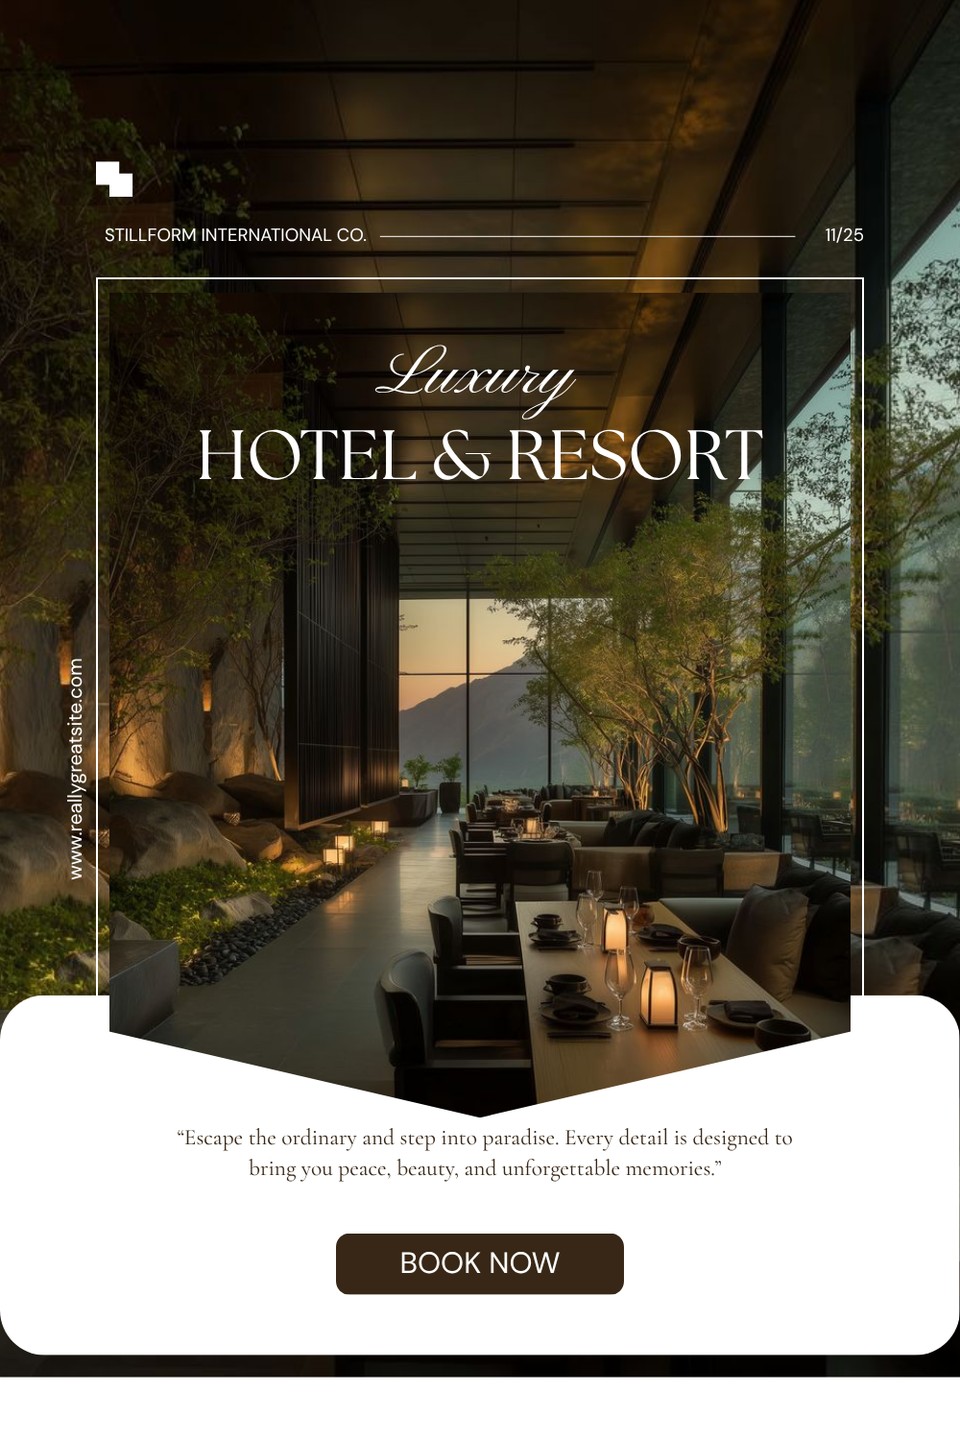 STILLFORM INTERNATIONAL CO. 11/25
Luxury
HOTEL & RESORT
www.reallygreatsite.com
“Escape the ordinary and step into paradise. Every detail is designed to
bring you peace, beauty, and unforgettable memories.”
BOOK NOW